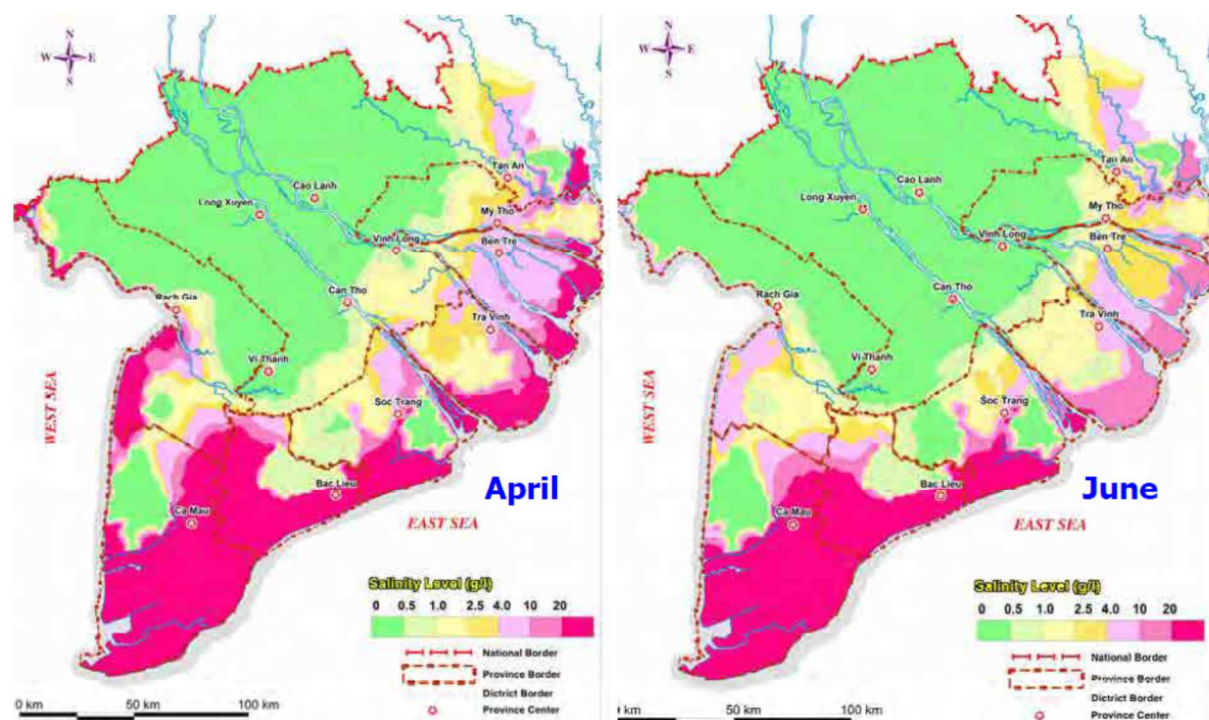 N
W E
S
Tan An
Cao Lanh
Long Xuyen
My Tho
Vinh Long
Ben Tre
Can Tho
Rach Gia
Tra Vinh
Vi Thanh
WEST SEA
Soc Trang
Bac Lieu
April
Ca Mau
EAST SEA
Salinity Level (g/l)
0 0.5 1.0 2.5 4.0 10 20
National Border
Province Border
Dictrict Border
Province Center
0 km 50 km 100 km
N
W E
S
Tan An
Cao Lanh
Long Xuyen
My Tho
Vinh Long
Ben Tre
Can Tho
Rach Gia
Tra Vinh
Vi Thanh
WEST SEA
Soc Trang
Bac Lieu
June
Ca Mau
EAST SEA
Salinity Level (g/l)
0 0.5 1.0 2.5 4.0 10 20
National Border
Province Border
Dictrict Border
Province Center
0 km 50 km 100 km